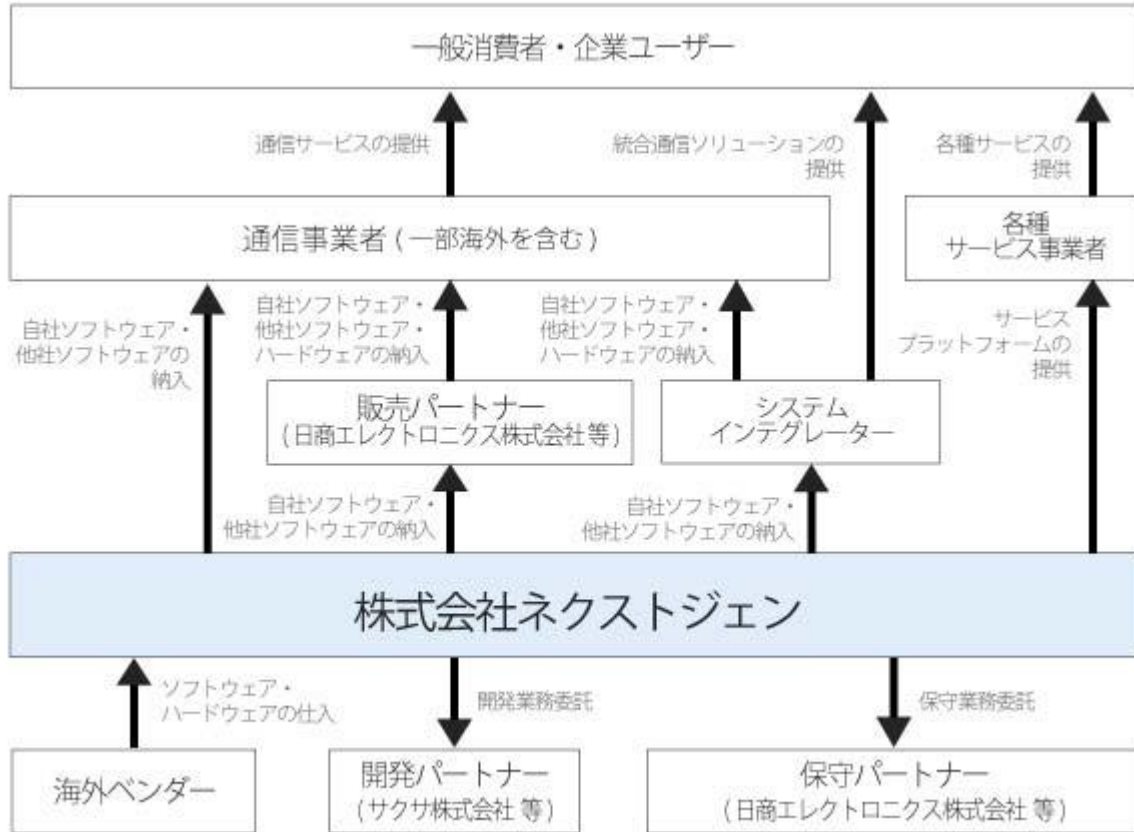 一般消費者・企業ユーザー
通信サービスの提供
統合通信ソリューションの
提供
各種サービスの
提供
通信事業者 ( 一部海外を含む )
各種
サービス事業者
自社ソフトウェア・
他社ソフトウェアの
納入
自社ソフトウェア・
他社ソフトウェア・
ハードウェアの納入
自社ソフトウェア・
他社ソフトウェア・
ハードウェアの納入
サービス
プラットフォームの
提供
販売パートナー
( 日商エレクトロニクス株式会社 等 )
システム
インテグレーター
自社ソフトウェア・
他社ソフトウェアの納入
自社ソフトウェア・
他社ソフトウェアの納入
株式会社ネクストジェン
ソフトウェア・
ハードウェアの仕入
開発業務委託
保守業務委託
海外ベンダー
開発パートナー
( サクサ株式会社 等 )
保守パートナー
( 日商エレクトロニクス株式会社 等 )